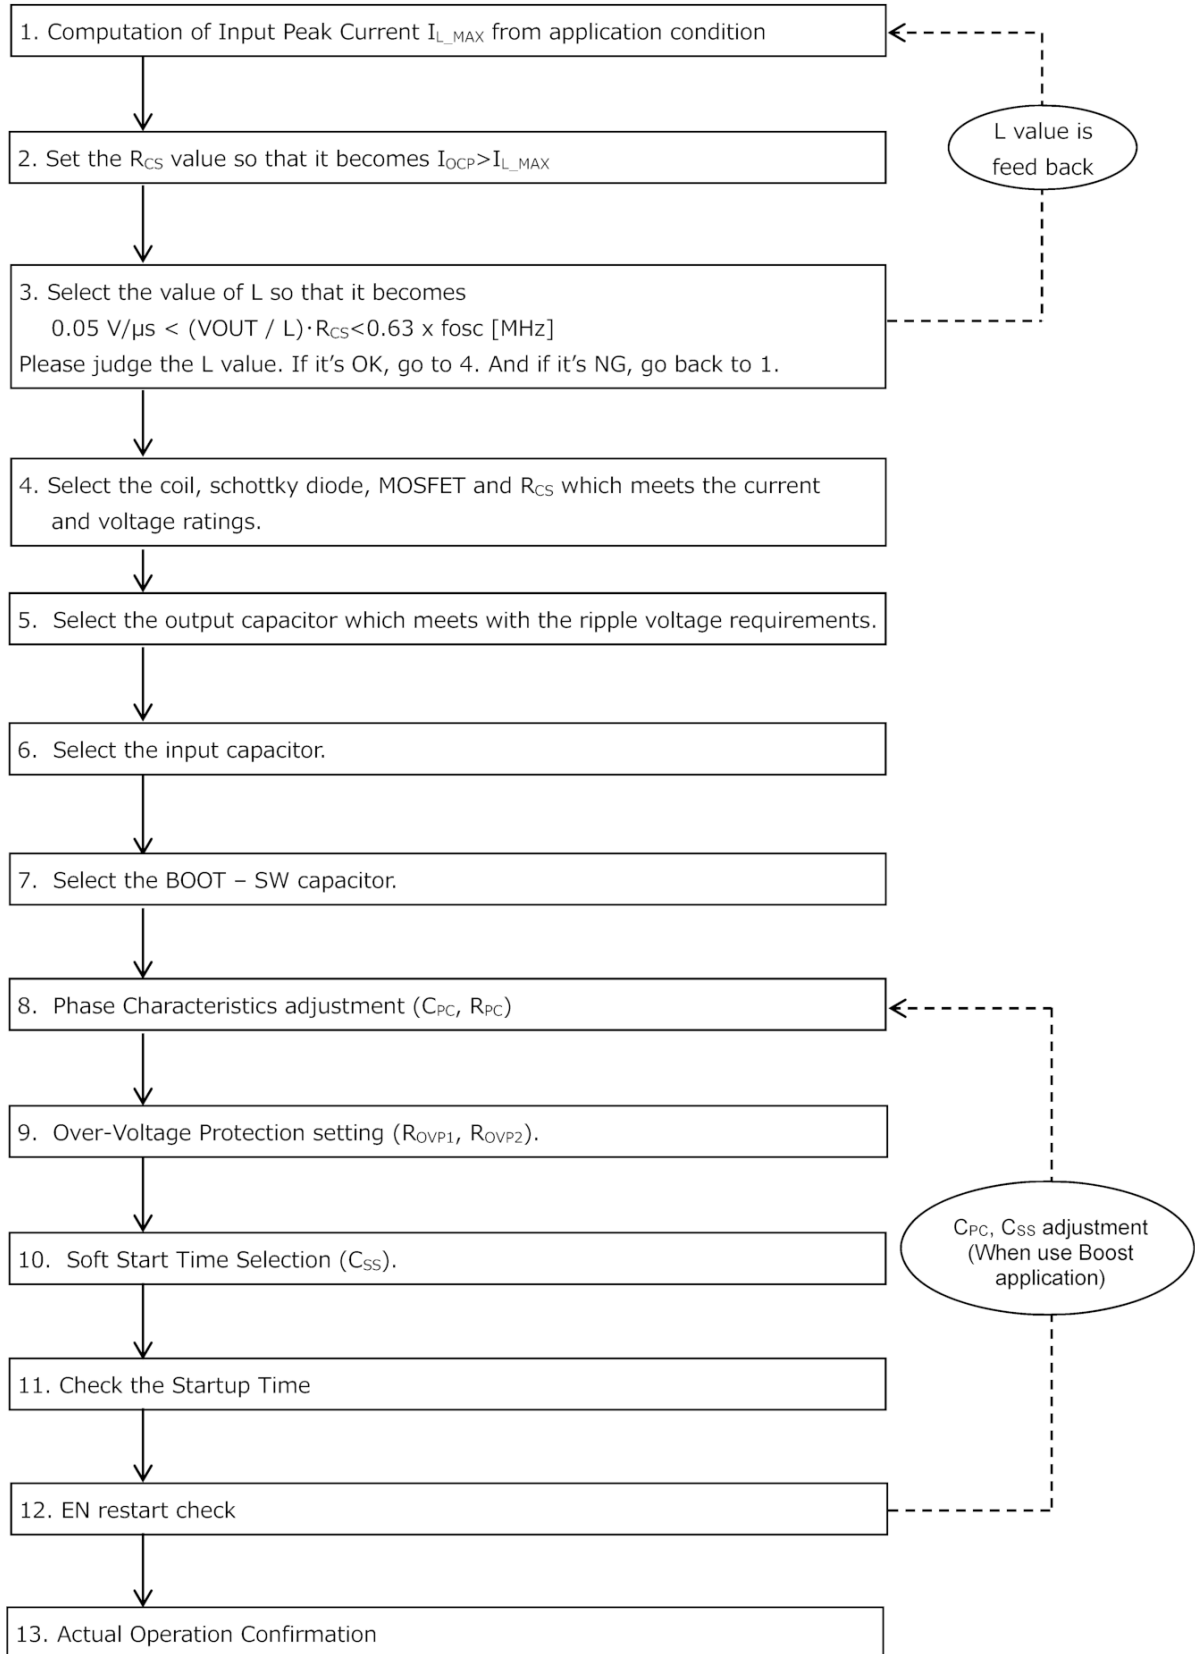 1. Computation of Input Peak Current IL_MAX from application condition
L value is
feed back
2. Set the RCS value so that it becomes IOCP>IL_MAX
3. Select the value of L so that it becomes
0.05 V/µs < (VOUT / L)·RCS<0.63 x fosc [MHz]
Please judge the L value. If it's OK, go to 4. And if it's NG, go back to 1.
4. Select the coil, schottky diode, MOSFET and RCS which meets the current
and voltage ratings.
5. Select the output capacitor which meets with the ripple voltage requirements.
6. Select the input capacitor.
7. Select the BOOT – SW capacitor.
8. Phase Characteristics adjustment (CPC, RPC)
9. Over-Voltage Protection setting (ROVP1, ROVP2).
10. Soft Start Time Selection (CSS).
CPC, CSS adjustment
(When use Boost
application)
11. Check the Startup Time
12. EN restart check
13. Actual Operation Confirmation